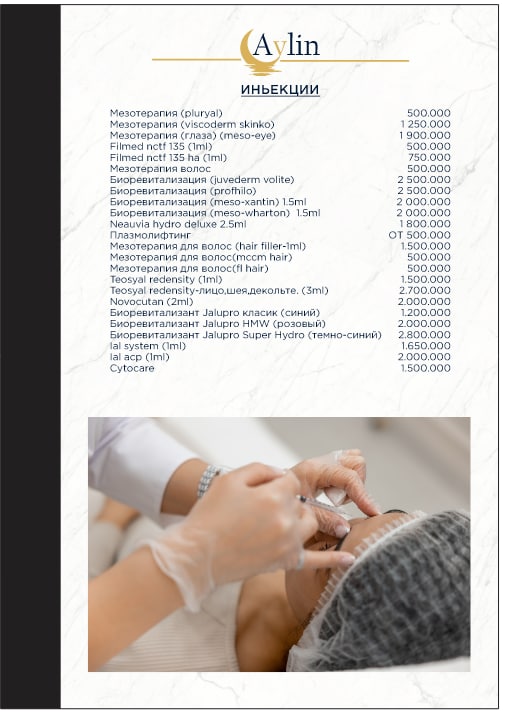 Aylin
ИНЬЕКЦИИ
Мезотерапия (pluryal) 500.000
Мезотерапия (viscoderm skinko) 1 250.000
Мезотерапия (глаза) (meso-eye) 1 900.000
Filmed nctf 135 (1ml) 500.000
Filmed nctf 135 ha (1ml) 750.000
Мезотерапия волос 500.000
Биоревитализация (juvederm volite) 2 500.000
Биоревитализация (profhilo) 2 500.000
Биоревитализация (meso-xantin) 1.5ml 2 000.000
Биоревитализация (meso-wharton) 1.5ml 2 000.000
Neauvia hydro deluxe 2.5ml 1 800.000
Плазмолифтинг ОТ 500.000
Мезотерапия для волос (hair filler-1ml) 1.500.000
Мезотерапия для волос(mccm hair) 500.000
Мезотерапия для волос(fl hair) 500.000
Teosyal redensity (1ml) 1.500.000
Teosyal redensity-лицо,шея,декольте. (3ml) 2.700.000
Novocutan (2ml) 2.000.000
Биоревитализант Jalupro класик (синий) 1.200.000
Биоревитализант Jalupro HMW (розовый) 2.000.000
Биоревитализант Jalupro Super Hydro (темно-синий) 2.800.000
Ial system (1ml) 1.650.000
Ial acp (1ml) 2.000.000
Cytocare 1.500.000